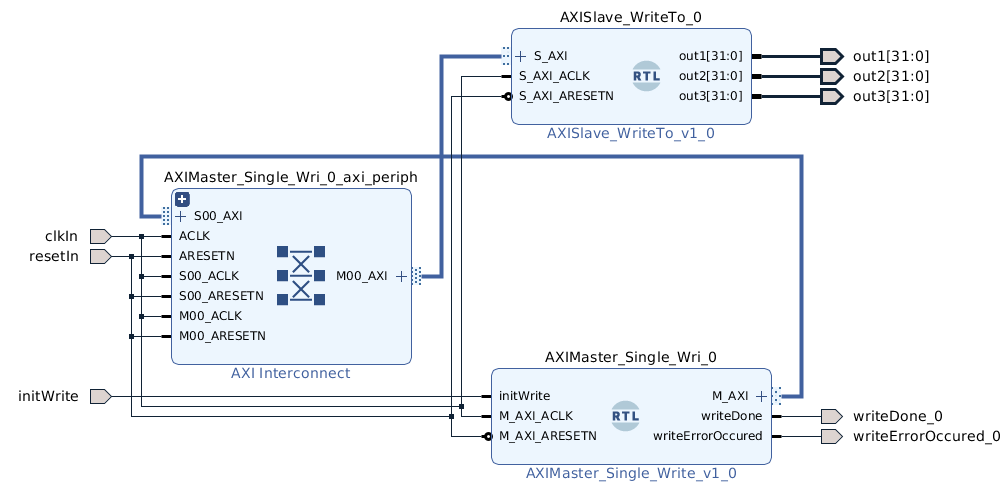 AXISlave_WriteTo_0
S_AXI
S_AXI_ACLK
S_AXI_ARESETN
RTL
out1[31:0]
out2[31:0]
out3[31:0]
out1[31:0]
out2[31:0]
out3[31:0]
AXISlave_WriteTo_v1_0
AXIMaster_Single_Wri_0_axi_periph
clkIn
resetIn
S00_AXI
ACLK
ARESETN
S00_ACLK
S00_ARESETN
M00_ACLK
M00_ARESETN
M00_AXI
AXI Interconnect
AXIMaster_Single_Wri_0
initWrite
initWrite
M_AXI_ACLK
M_AXI_ARESETN
RTL
M_AXI
writeDone
writeErrorOccured
writeDone_0
writeErrorOccured_0
AXIMaster_Single_Write_v1_0